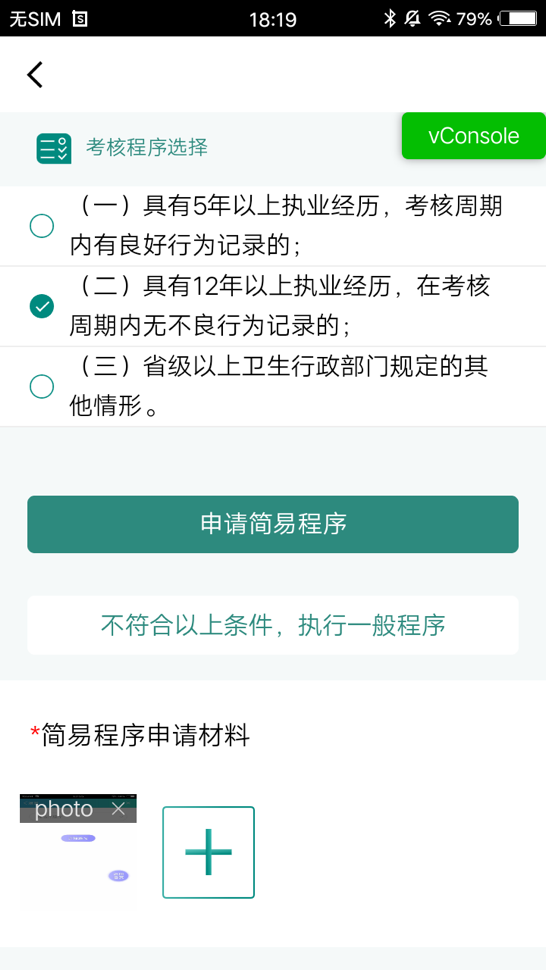 无SIM
18:19
79%
考核程序选择
vConsole
（一）具有5年以上执业经历，考核周期
内有良好行为记录的；
（二）具有12年以上执业经历，在考核
周期内无不良行为记录的；
（三）省级以上卫生行政部门规定的其
他情形。
申请简易程序
不符合以上条件，执行一般程序
*简易程序申请材料
photo